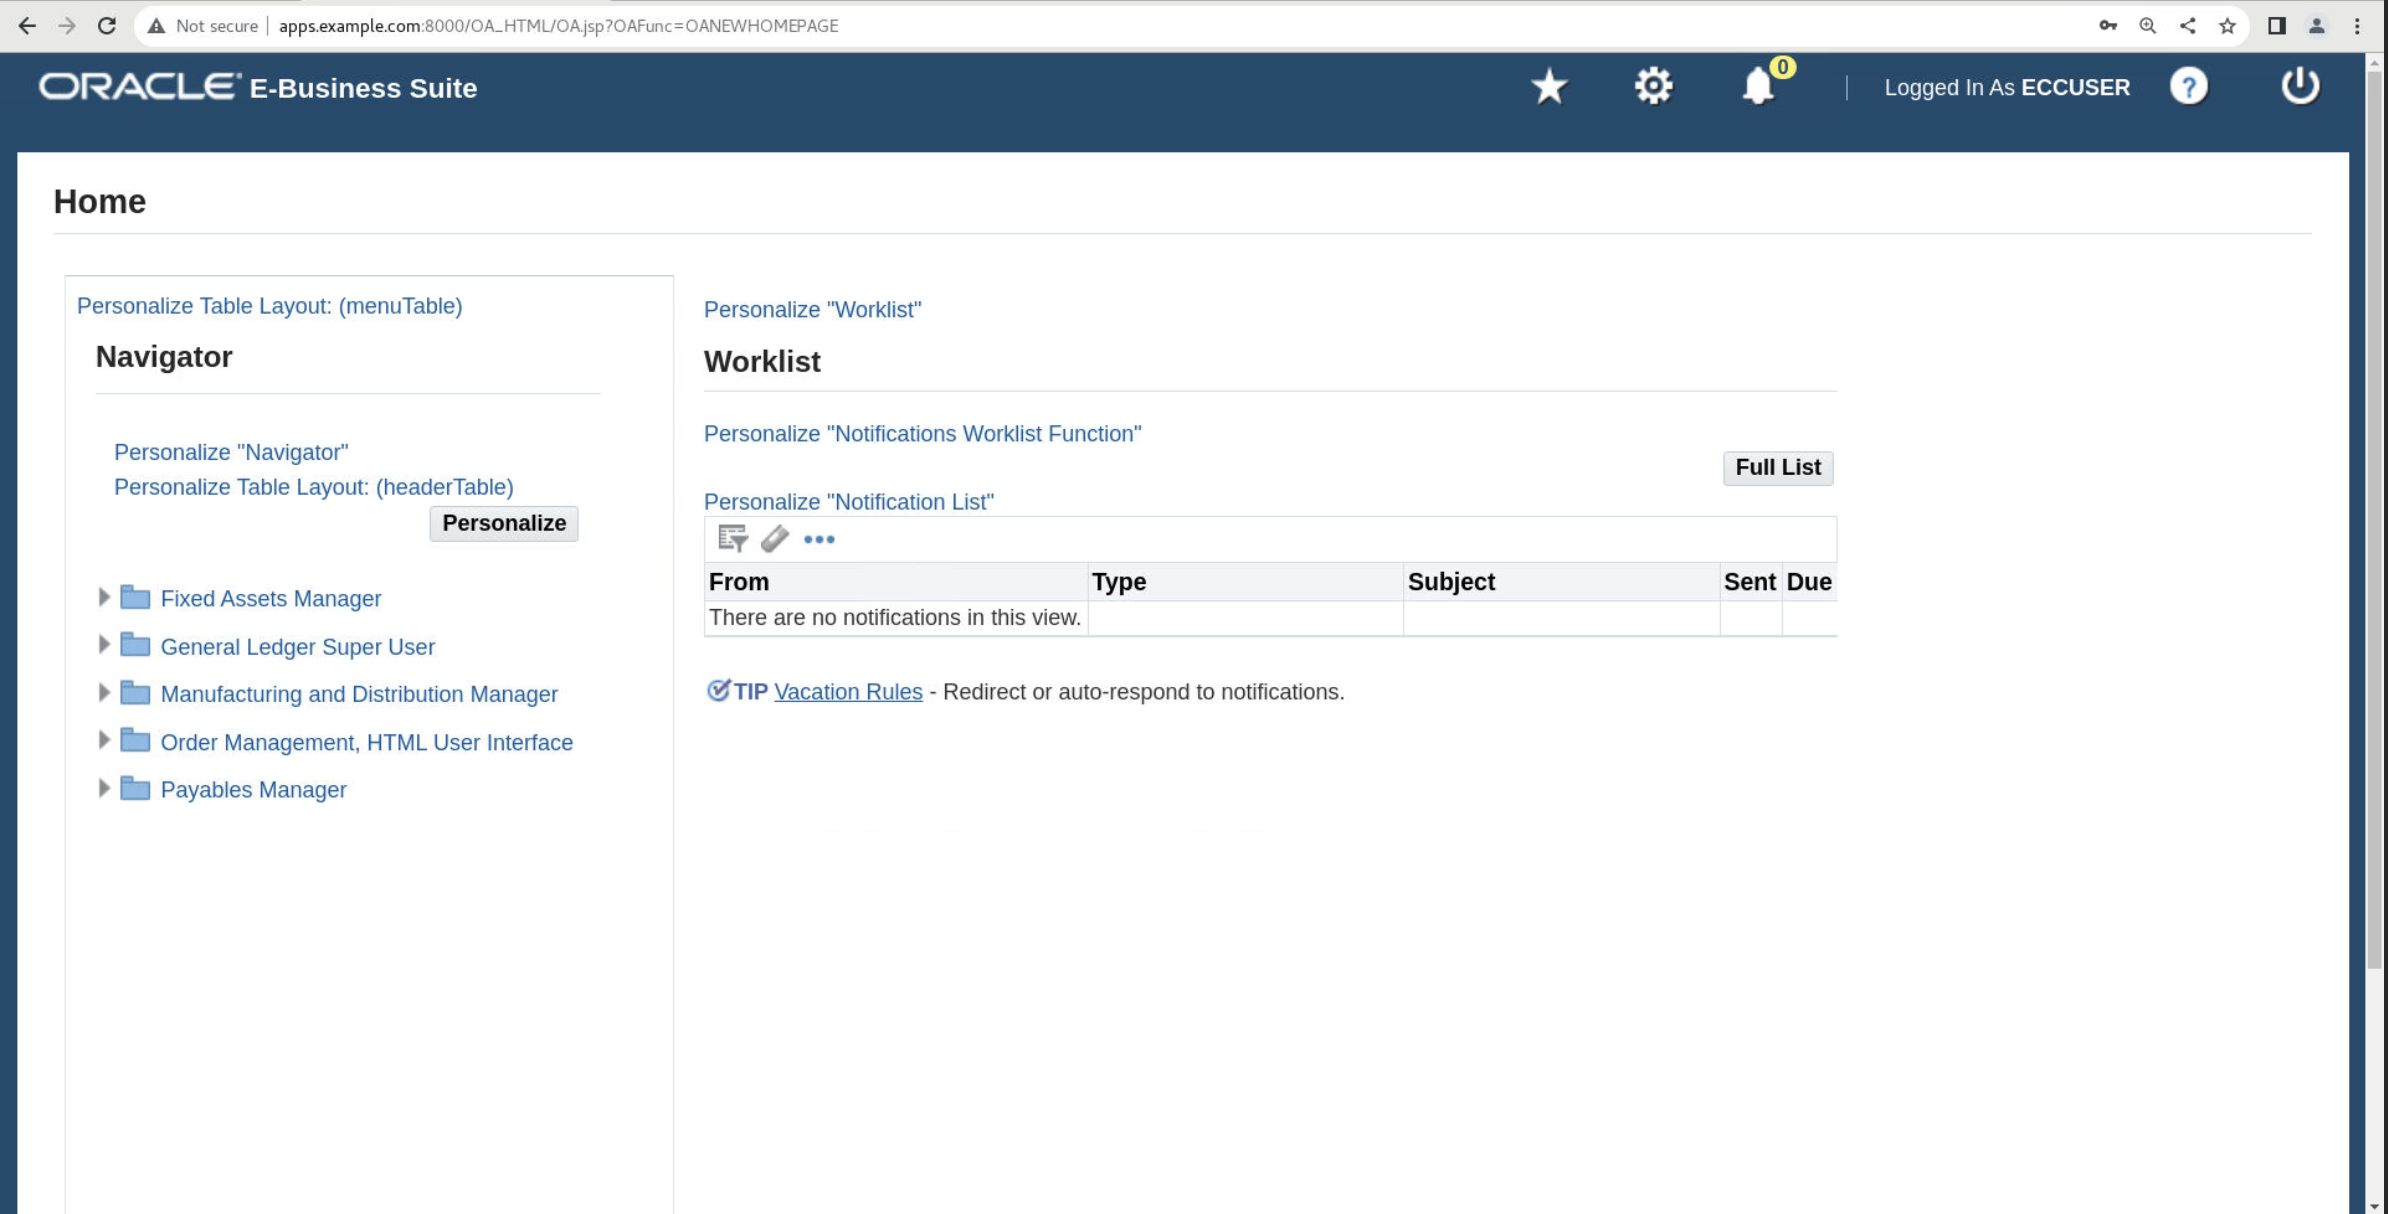 Not secure apps.example.com:8000/OA_HTML/OA.jsp?OAFunc=OANEWHOMEPAGE
ORACLE E-Business Suite
0
Logged In As ECCUSER
?
Home
Personalize Table Layout: (menuTable)
Navigator
Personalize "Navigator"
Personalize Table Layout: (headerTable)
Personalize
Fixed Assets Manager
General Ledger Super User
Manufacturing and Distribution Manager
Order Management, HTML User Interface
Payables Manager
Personalize "Worklist"
Worklist
Personalize "Notifications Worklist Function"
Full List
Personalize "Notification List"
From Type Subject Sent Due
There are no notifications in this view.
TIP Vacation Rules - Redirect or auto-respond to notifications.